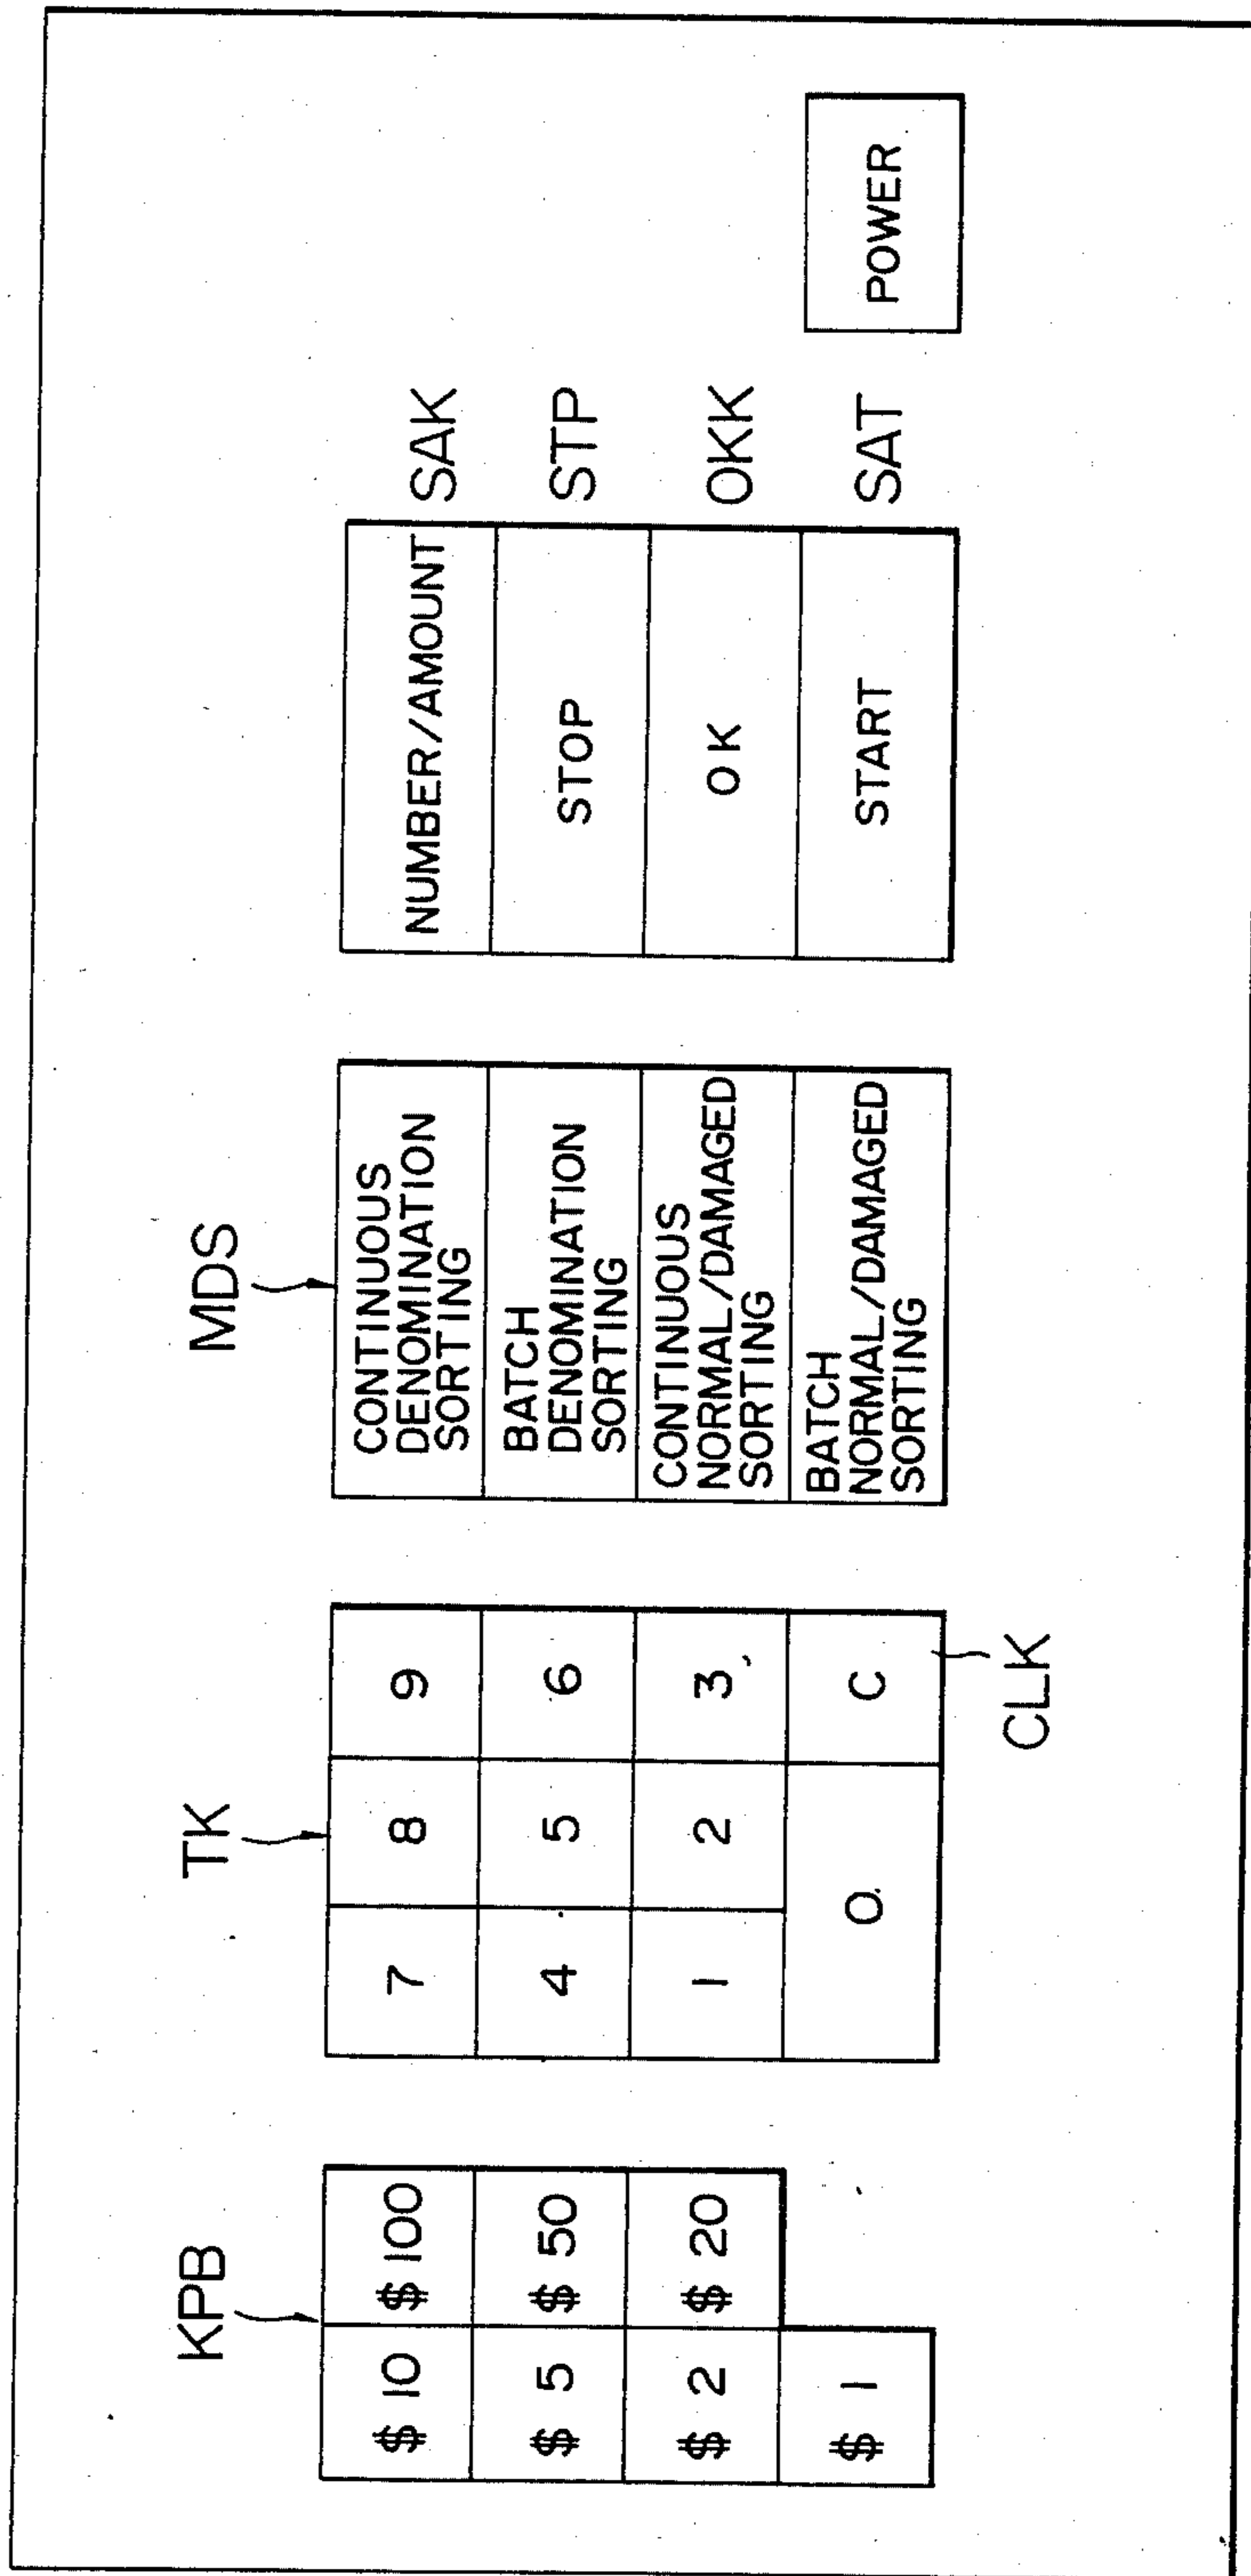 KPB
$ 10 $ 100
$ 5 $ 50
$ 2 $ 20
$ 1
TK
7 8 9
4 5 6
1 2 3
0 C
CLK
MDS
CONTINUOUS
DENOMINATION
SORTING
BATCH
DENOMINATION
SORTING
CONTINUOUS
NORMAL/DAMAGED
SORTING
BATCH
NORMAL/DAMAGED
SORTING
NUMBER/AMOUNT SAK
STOP STP
OK OKK
START SAT
POWER